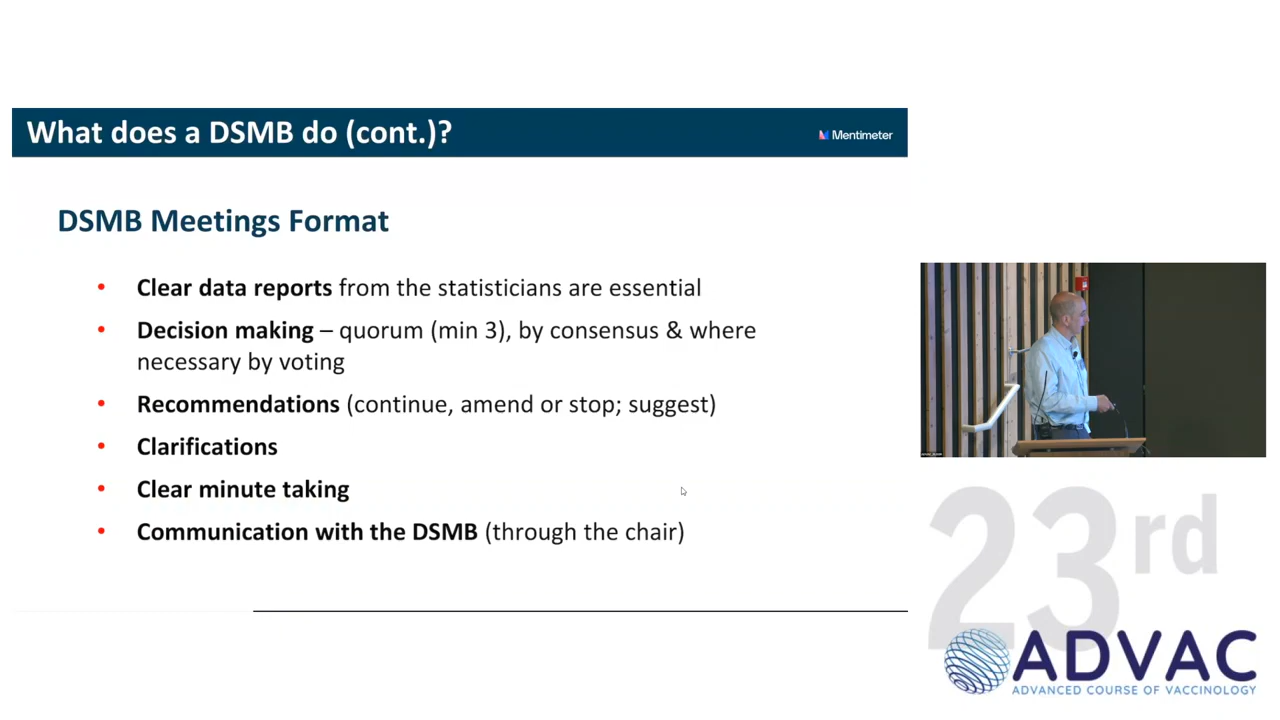 What does a DSMB do (cont.)?
Mentimeter
DSMB Meetings Format
• Clear data reports from the statisticians are essential
• Decision making – quorum (min 3), by consensus & where
necessary by voting
• Recommendations (continue, amend or stop; suggest)
• Clarifications
• Clear minute taking
• Communication with the DSMB (through the chair)
23rd
ADVAC
ADVANCED COURSE OF VACCINOLOGY